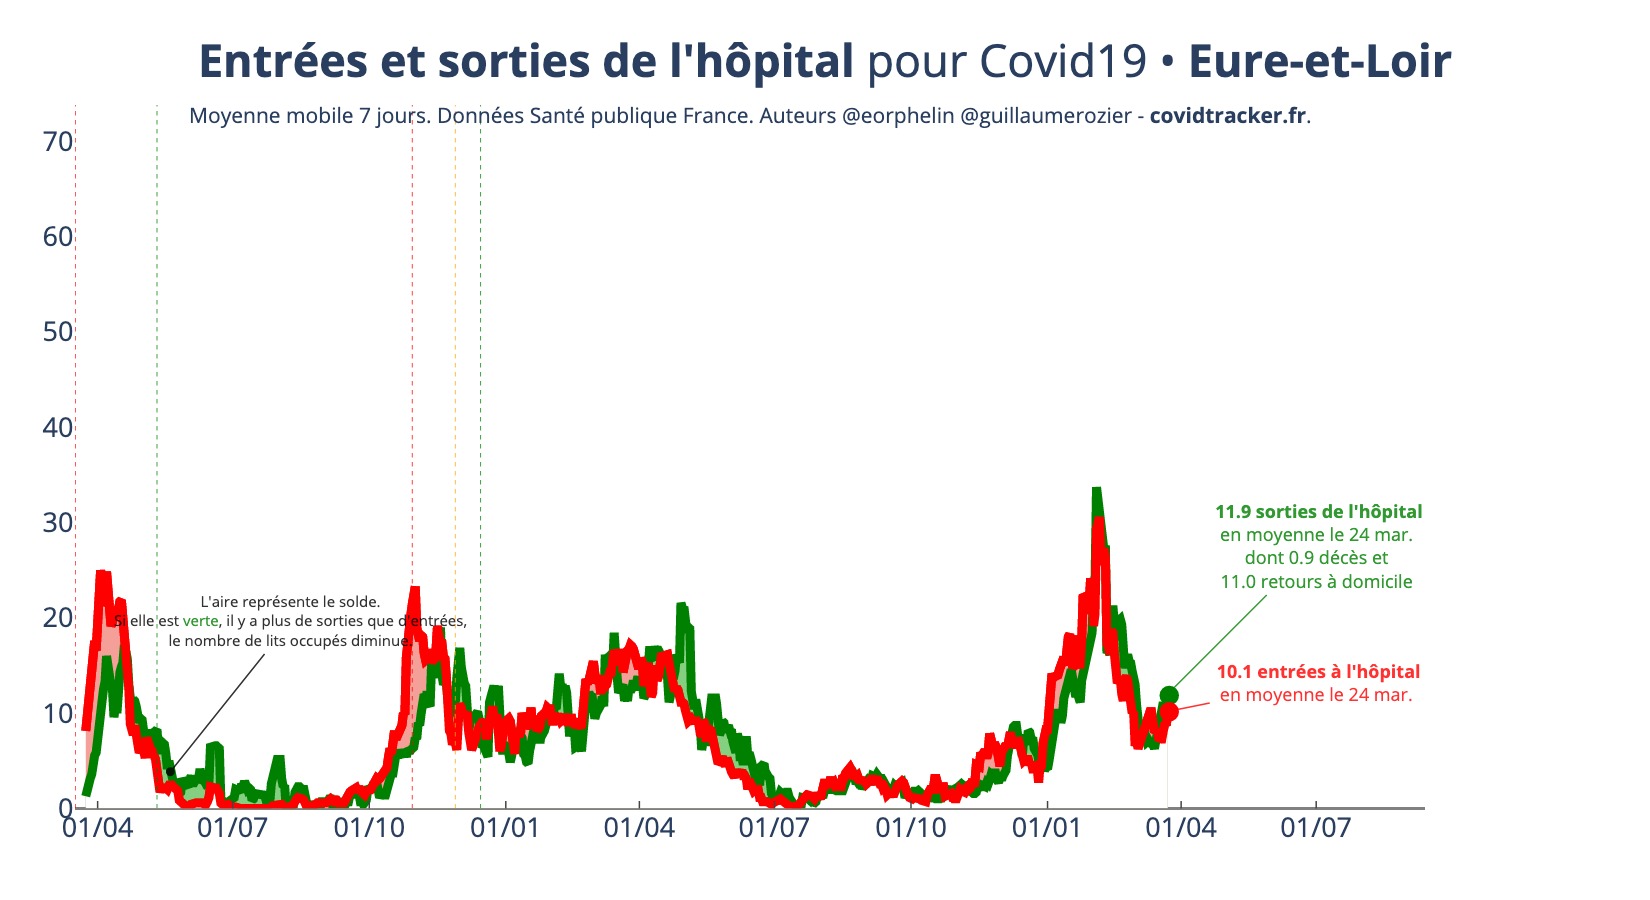 Entrées et sorties de l'hôpital pour Covid19 • Eure-et-Loir
Moyenne mobile 7 jours. Données Santé publique France. Auteurs @eorphelin @guillaumerozier - covidtracker.fr.
70
60
50
40
30
20
10
0
11.9 sorties de l'hôpital
en moyenne le 24 mar.
dont 0.9 décès et
11.0 retours à domicile
L'aire représente le solde.
Si elle est verte, il y a plus de sorties que d'entrées,
le nombre de lits occupés diminue.
10.1 entrées à l'hôpital
en moyenne le 24 mar.
01/04 01/07 01/10 01/01 01/04 01/07 01/10 01/01 01/04 01/07